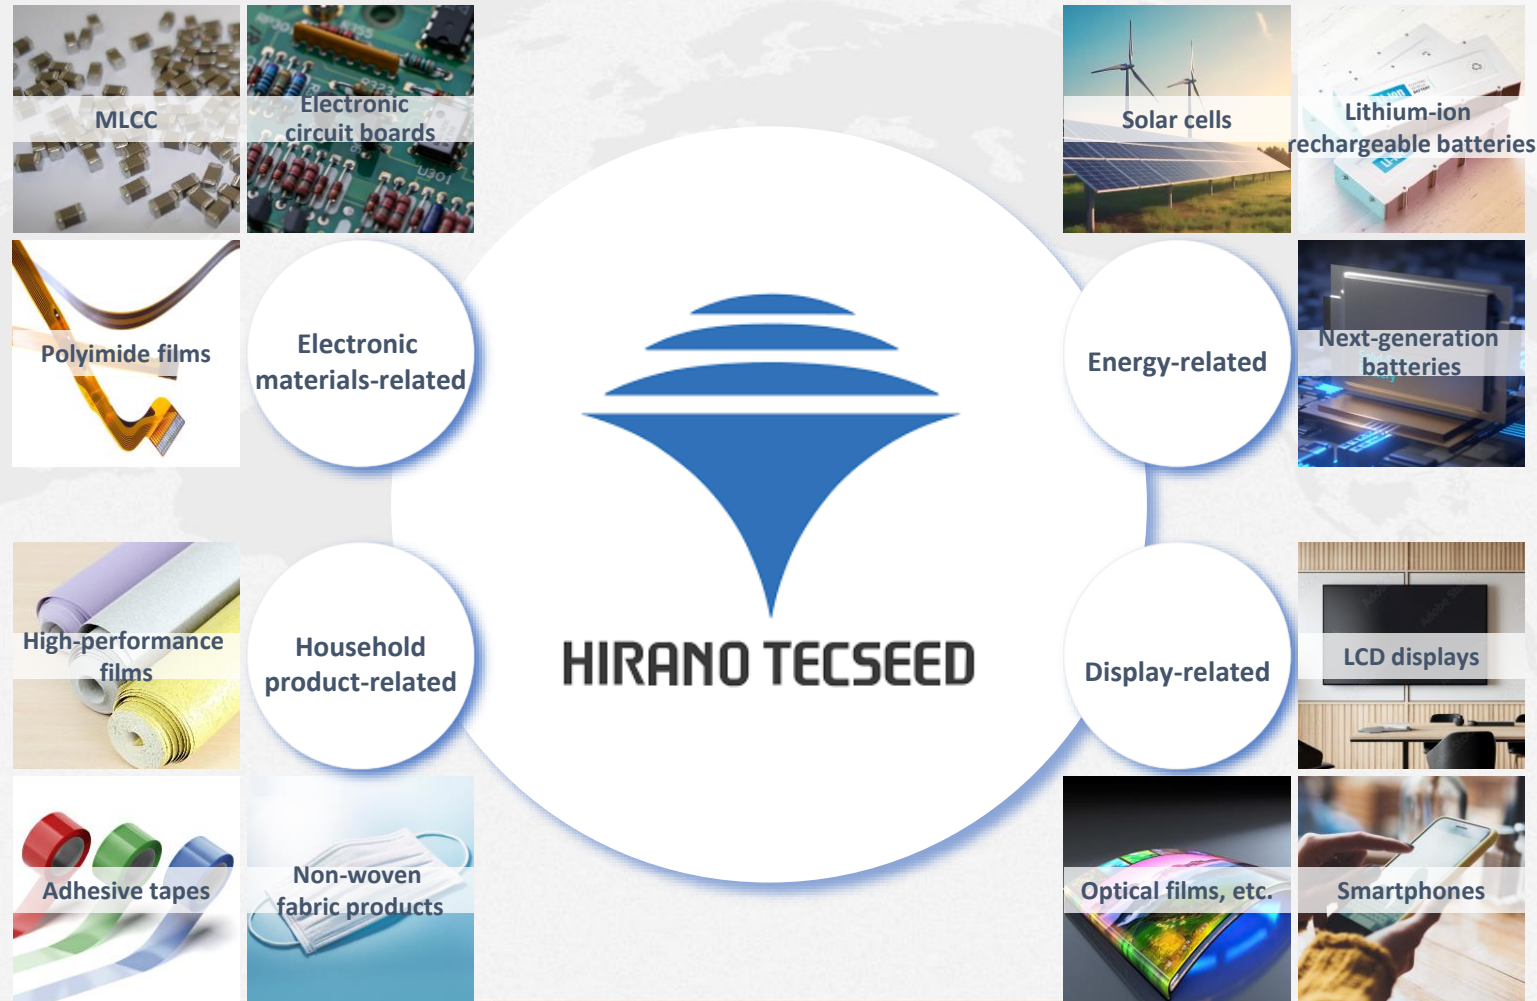 MLCC
Electronic
circuit boards
U301
Polyimide films
Electronic
materials-related
Solar cells
Lithium-ion
rechargeable batteries
Energy-related
Next-generation
batteries
HIRANO TECSEED
High-performance
films
Household
product-related
Adhesive tapes
Non-woven
fabric products
Display-related
LCD displays
Optical films, etc.
Smartphones